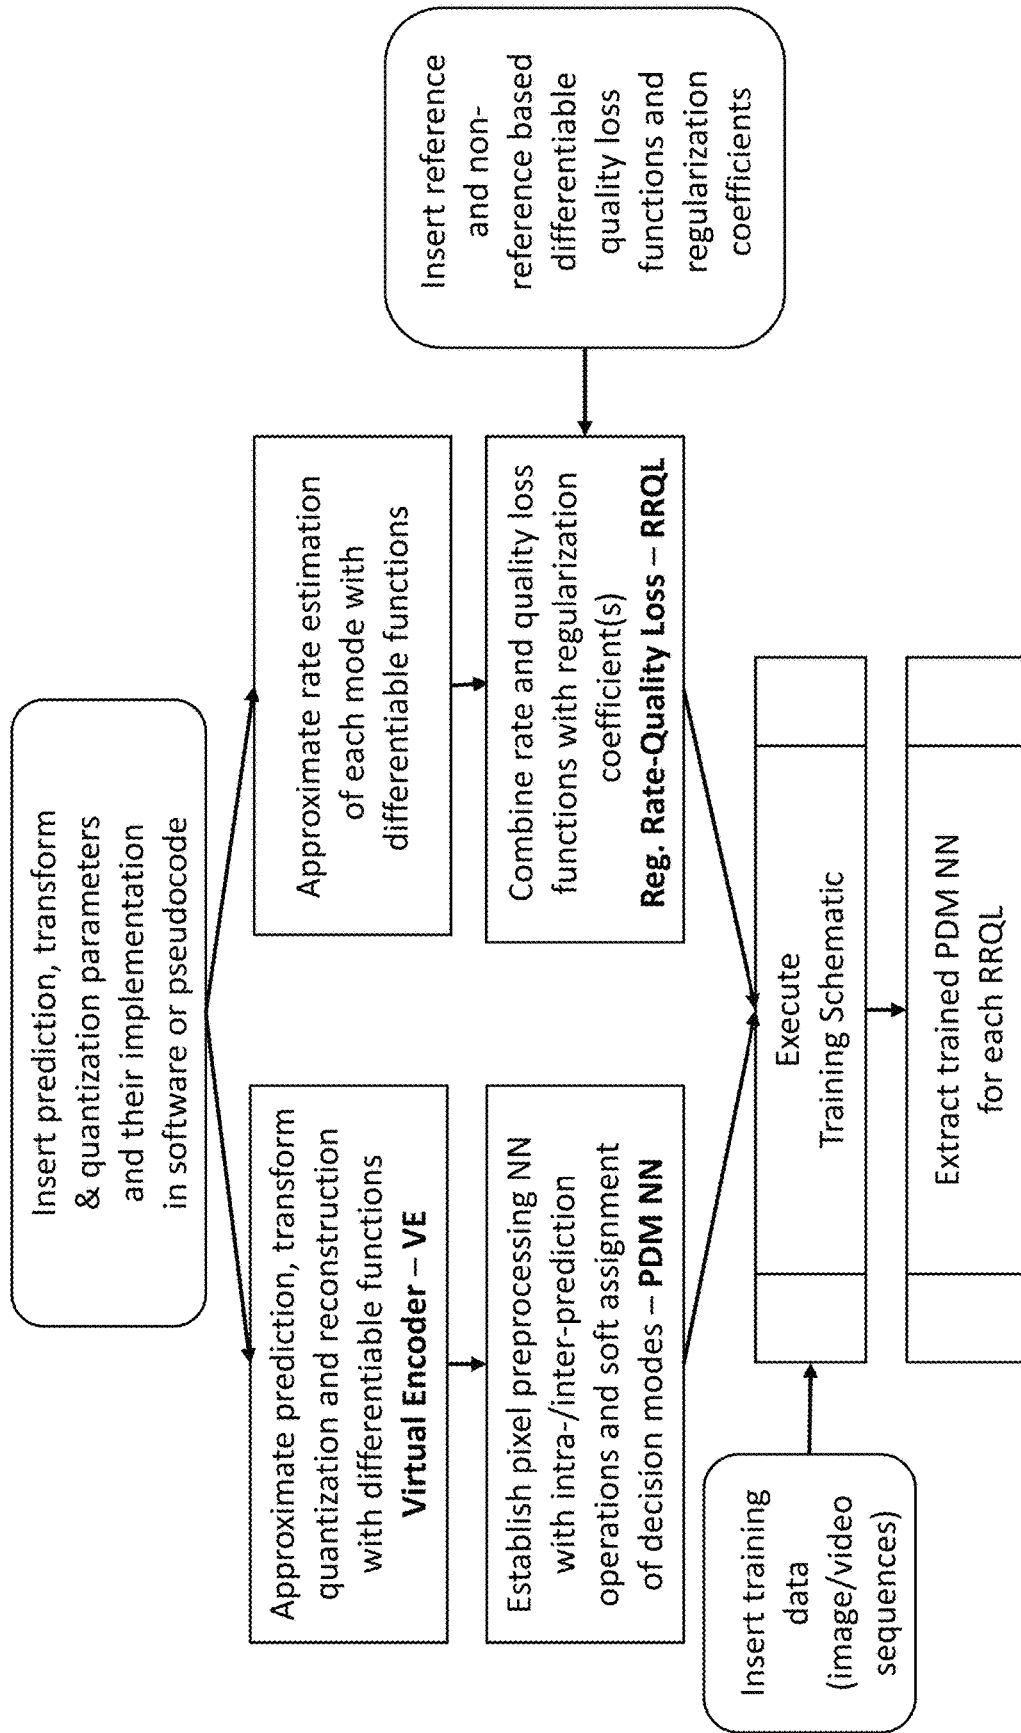 Insert prediction, transform
& quantization parameters
and their implementation
in software or pseudocode
Approximate prediction, transform
quantization and reconstruction
with differentiable functions
Virtual Encoder – VE
Approximate rate estimation
of each mode with
differentiable functions
Establish pixel preprocessing NN
with intra-/inter-prediction
operations and soft assignment
of decision modes – PDM NN
Combine rate and quality loss
functions with regularization
coefficient(s)
Reg. Rate-Quality Loss – RRQL
Insert reference
and non-
reference based
differentiable
quality loss
functions and
regularization
coefficients
Insert training
data
(image/video
sequences)
Execute
Training Schematic
Extract trained PDM NN
for each RRQL